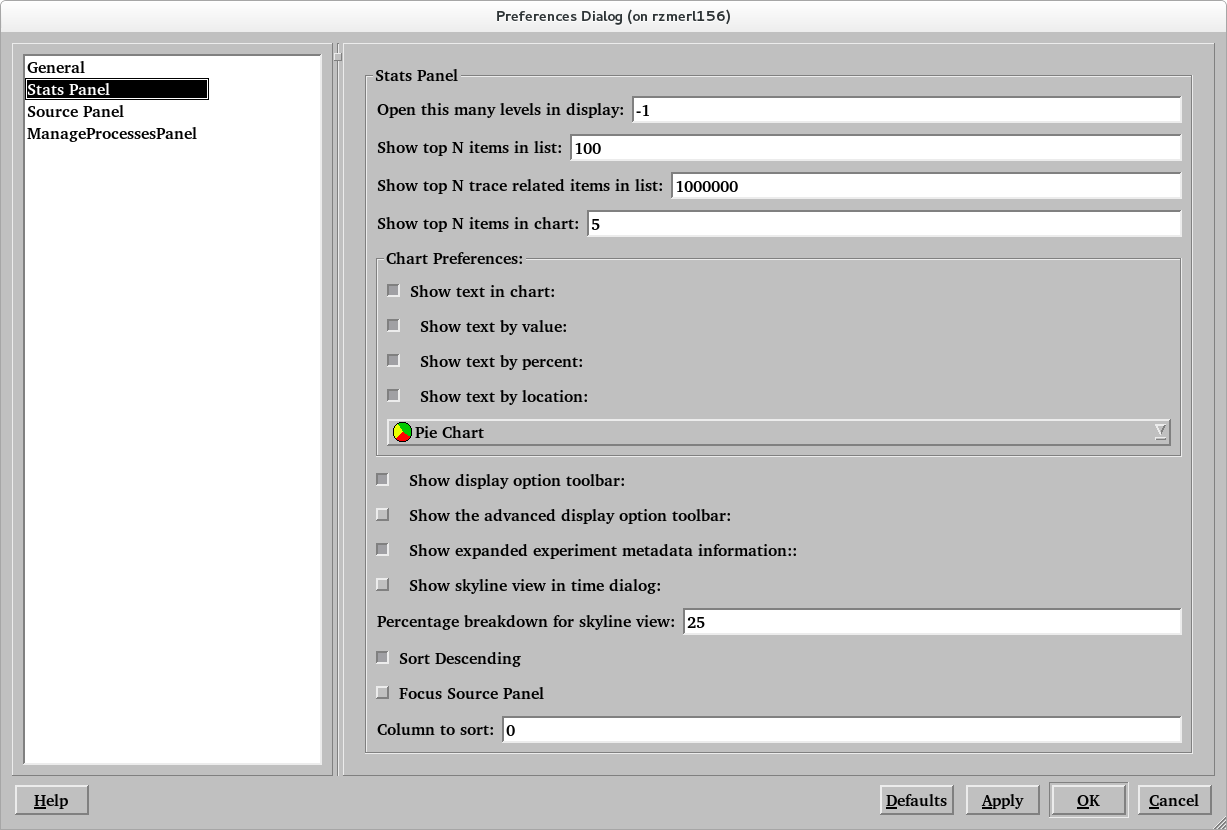 Preferences Dialog (on rzmerl156)
General
Stats Panel
Source Panel
ManageProcessesPanel
Stats Panel
Open this many levels in display: -1
Show top N items in list: 100
Show top N trace related items in list: 1000000
Show top N items in chart: 5
Chart Preferences:
Show text in chart:
Show text by value:
Show text by percent:
Show text by location:
Pie Chart
Show display option toolbar:
Show the advanced display option toolbar:
Show expanded experiment metadata information::
Show skyline view in time dialog:
Percentage breakdown for skyline view: 25
Sort Descending
Focus Source Panel
Column to sort: 0
Help Defaults Apply OK Cancel